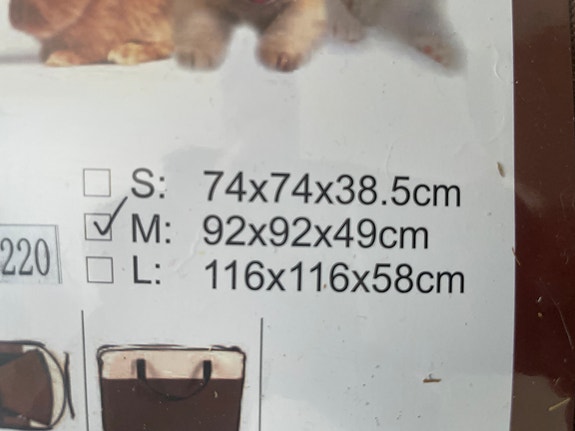 S: 74x74x38.5cm
M: 92x92x49cm
220
L: 116x116x58cm